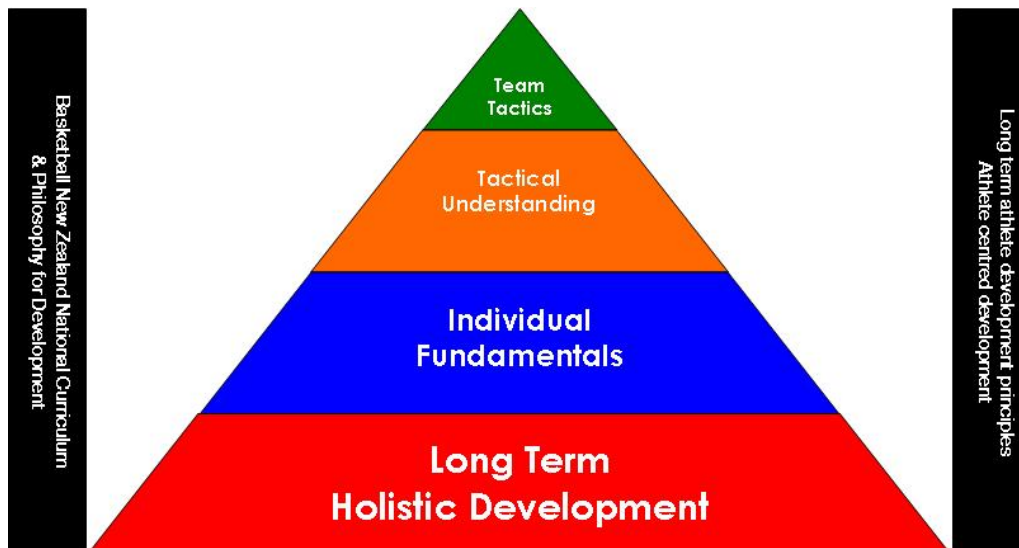 Basketball New Zealand National Curriculum
& Philosophy for Development
Team
Tactics
Tactical
Understanding
Individual
Fundamentals
Long Term
Holistic Development
Long term athlete development principles
Athlete centred development